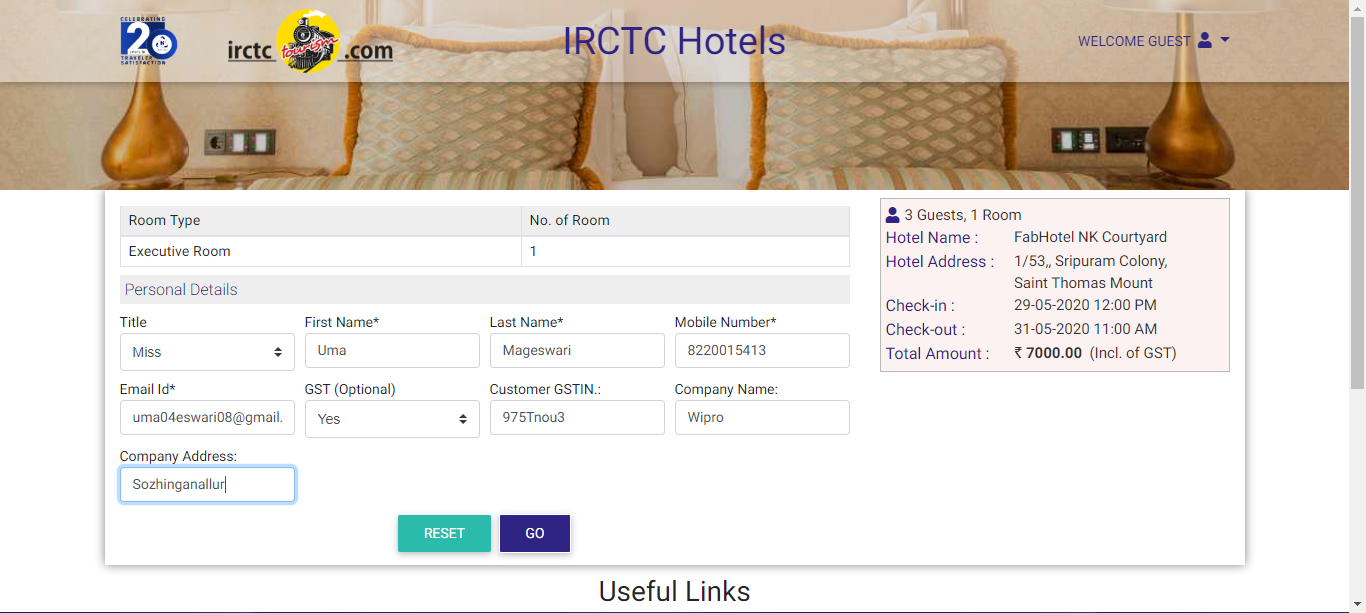 CELEBRATING
20
TRAVELER
SATISFACTION
irctc tourism .com
IRCTC Hotels
WELCOME GUEST
Room Type No. of Room
Executive Room 1
Personal Details
Title First Name* Last Name* Mobile Number*
Miss Uma Mageswari 8220015413
Email Id* GST (Optional) Customer GSTIN.: Company Name:
uma04eswari08@gmail. Yes 975Tnou3 Wipro
Company Address:
Sozhinganallur
RESET GO
3 Guests, 1 Room
Hotel Name : FabHotel NK Courtyard
Hotel Address : 1/53,, Sripuram Colony,
Saint Thomas Mount
Check-in : 29-05-2020 12:00 PM
Check-out : 31-05-2020 11:00 AM
Total Amount : ₹ 7000.00 (Incl. of GST)
Useful Links